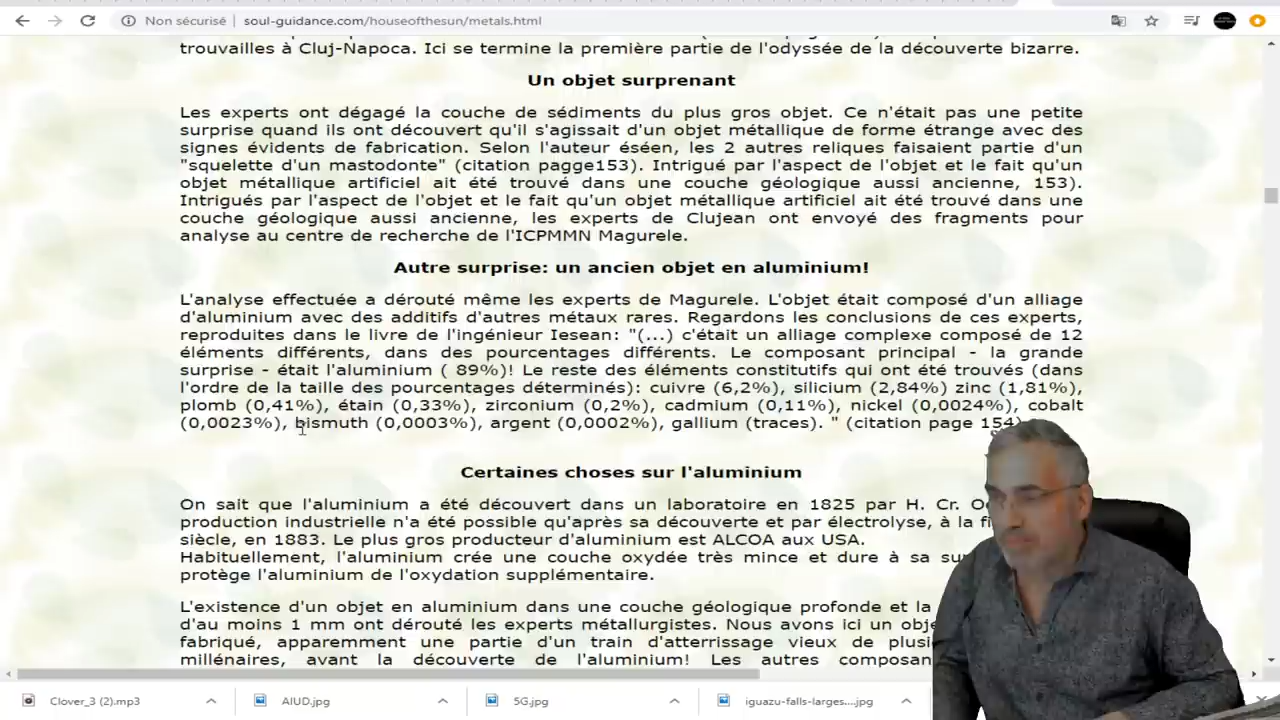 Non sécurisé | soul-guidance.com/houseofthesun/metals.html
trouvailles à Cluj-Napoca. Ici se termine la première partie de l'odyssée de la découverte bizarre.
Un objet surprenant
Les experts ont dégagé la couche de sédiments du plus gros objet. Ce n'était pas une petite
surprise quand ils ont découvert qu'il s'agissait d'un objet métallique de forme étrange avec des
signes évidents de fabrication. Selon l'auteur éséen, les 2 autres reliques faisaient partie d'un
"squelette d'un mastodonte" (citation pagge153). Intrigué par l'aspect de l'objet et le fait qu'un
objet métallique artificiel ait été trouvé dans une couche géologique aussi ancienne, 153).
Intrigués par l'aspect de l'objet et le fait qu'un objet métallique artificiel ait été trouvé dans une
couche géologique aussi ancienne, les experts de Clujean ont envoyé des fragments pour
analyse au centre de recherche de l'ICPMMN Magurele.
Autre surprise: un ancien objet en aluminium!
L'analyse effectuée a dérouté même les experts de Magurele. L'objet était composé d'un alliage
d'aluminium avec des additifs d'autres métaux rares. Regardons les conclusions de ces experts,
reproduites dans le livre de l'ingénieur Iesean: "(...) c'était un alliage complexe composé de 12
éléments différents, dans des pourcentages différents. Le composant principal - la grande
surprise - était l'aluminium ( 89%)! Le reste des éléments constitutifs qui ont été trouvés (dans
l'ordre de la taille des pourcentages déterminés): cuivre (6,2%), silicium (2,84%) zinc (1,81%),
plomb (0,41%), étain (0,33%), zirconium (0,2%), cadmium (0,11%), nickel (0,0024%), cobalt
(0,0023%), bismuth (0,0003%), argent (0,0002%), gallium (traces). " (citation page 154)
Certaines choses sur l'aluminium
On sait que l'aluminium a été découvert dans un laboratoire en 1825 par H. Cr.
production industrielle n'a été possible qu'après sa découverte et par électrolyse, à la
siècle, en 1883. Le plus gros producteur d'aluminium est ALCOA aux USA.
Habituellement, l'aluminium crée une couche oxydée très mince et dure à sa
protège l'aluminium de l'oxydation supplémentaire.
L'existence d'un objet en aluminium dans une couche géologique profonde et la
d'au moins 1 mm ont dérouté les experts métallurgistes. Nous avons ici un
fabriqué, apparemment une partie d'un train d'atterrissage vieux de
millénaires, avant la découverte de l'aluminium! Les autres
Clover_3 (2).mp3
AIUD.jpg
5G.jpg
iguazu-falls-larges....jpg